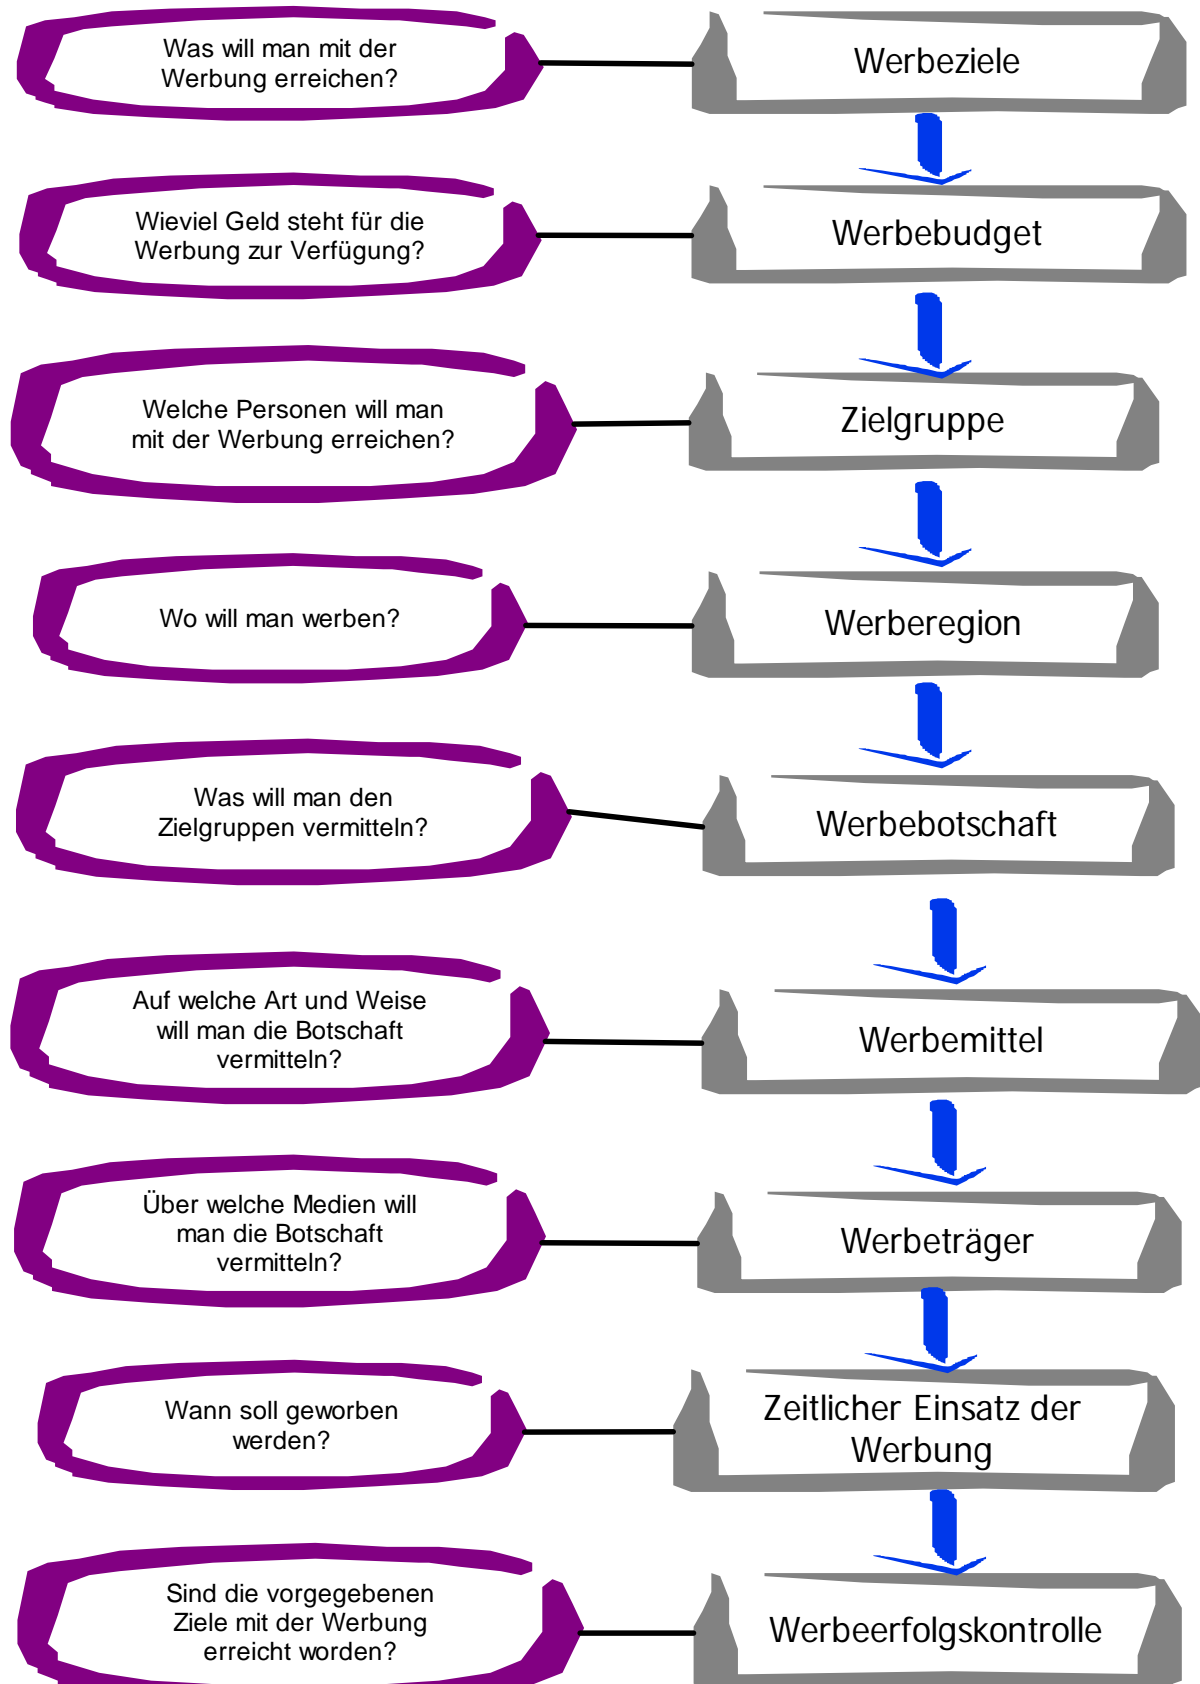 Was will man mit der
Werbung erreichen?
Werbeziele
Wieviel Geld steht für die
Werbung zur Verfügung?
Werbebudget
Welche Personen will man
mit der Werbung erreichen?
Zielgruppe
Wo will man werben?
Werberegion
Was will man den
Zielgruppen vermitteln?
Werbebotschaft
Auf welche Art und Weise
will man die Botschaft
vermitteln?
Werbemittel
Über welche Medien will
man die Botschaft
vermitteln?
Werbeträger
Wann soll geworben
werden?
Zeitlicher Einsatz der
Werbung
Sind die vorgegebenen
Ziele mit der Werbung
erreicht worden?
Werbeerfolgskontrolle